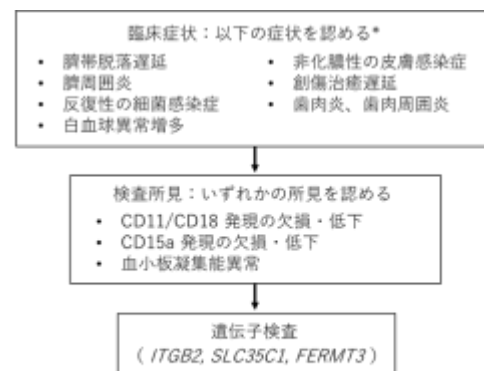 臨床症状：以下の症状を認める*
• 臍帯脱落遅延
• 臍周囲炎
• 反復性の細菌感染症
• 白血球異常増多
• 非化膿性の皮膚感染症
• 創傷治癒遅延
• 歯肉炎、歯肉周囲炎
検査所見：いずれかの所見を認める
• CD11/CD18 発現の欠損・低下
• CD15a 発現の欠損・低下
• 血小板凝集能異常
遺伝子検査
（ ITGB2, SLC35C1, FERMT3 ）